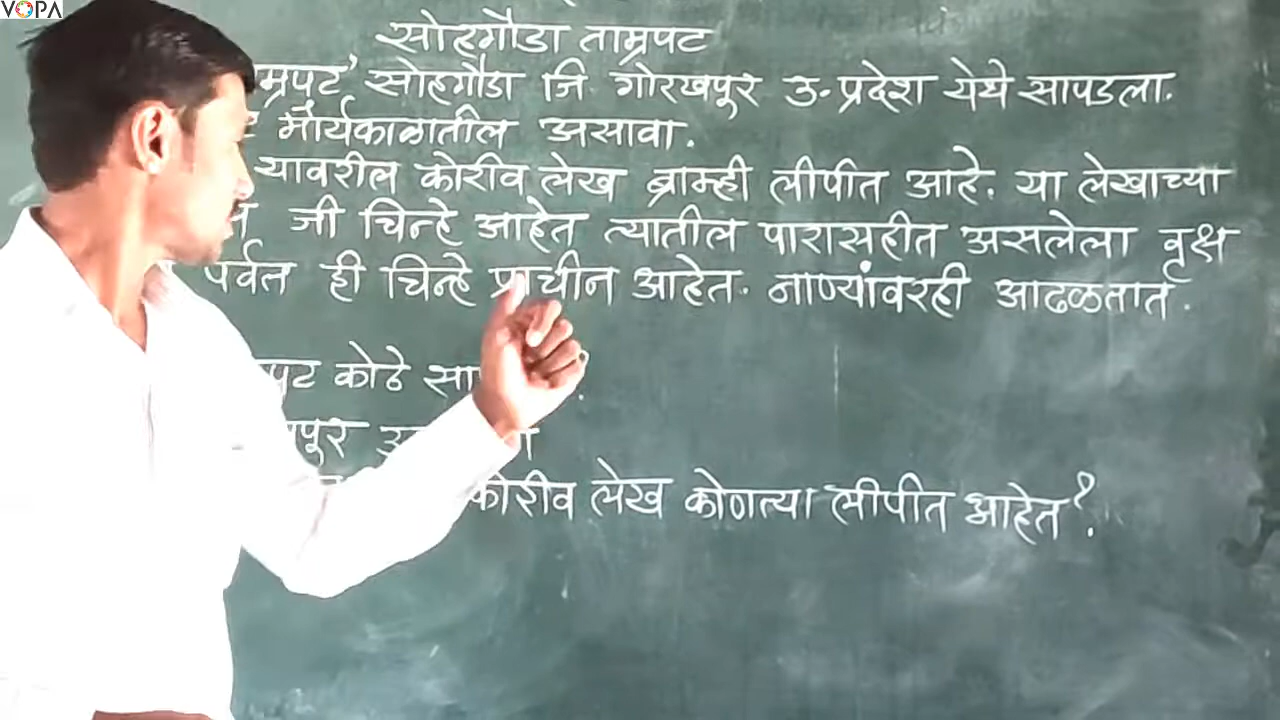 VOPA
सोहगौडा ताम्रपट
म्रपट' सोहगौडा जि. गोरखपुर उ. प्रदेश येथे सापडला.
मौर्यकाळातील असावा.
यावरील कोरीव लेख ब्राम्ही लीपीत आहे. या लेखाच्या
जी चिन्हे आहेत त्यातील पारासहीत असलेला वृक्ष
पर्वत ही चिन्हे प्राचीन आहेत. नाण्यांवरही आढळतात.
पट कोठे सा ?
पूर
कोरीव लेख कोणत्या लीपीत आहेत?